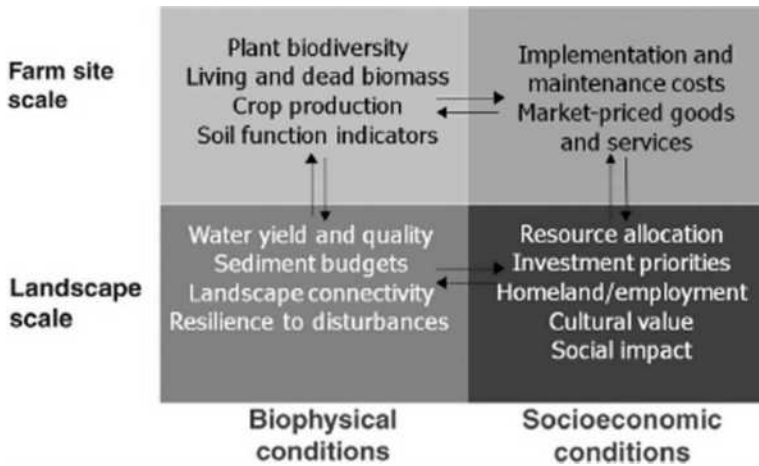 Farm site
scale
Plant biodiversity
Living and dead biomass
Crop production
Soil function indicators
Implementation and
maintenance costs
Market-priced goods
and services
Landscape
scale
Water yield and quality
Sediment budgets
Landscape connectivity
Resilience to disturbances
Resource allocation
Investment priorities
Homeland/employment
Cultural value
Social impact
Biophysical
conditions
Socioeconomic
conditions